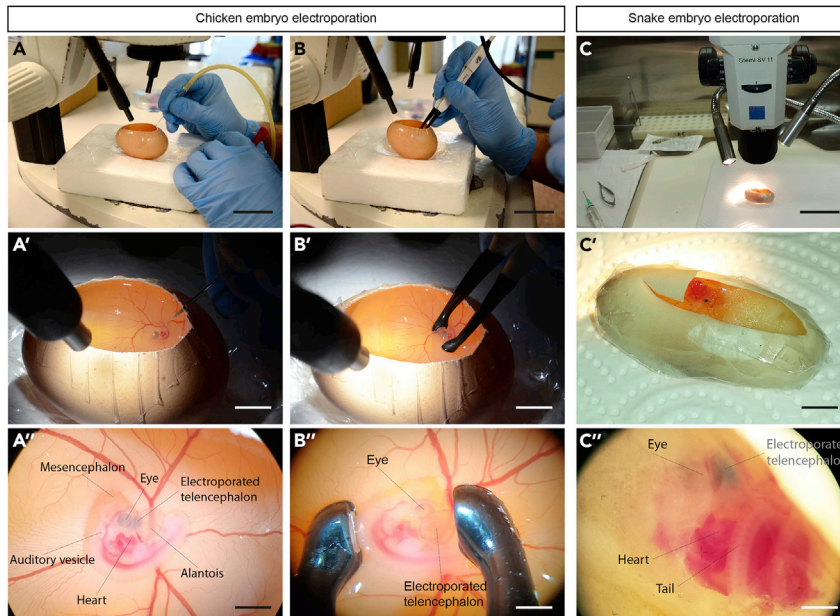 Chicken embryo electroporation
Snake embryo electroporation
A
B
C
Stemi SV 11
A'
B'
C'
A''
Mesencephalon
Eye
Electroporated
telencephalon
Auditory vesicle
Alantois
Heart
B''
Eye
Electroporated
telencephalon
C''
Eye
Electroporated
telencephalo
Heart
Tail